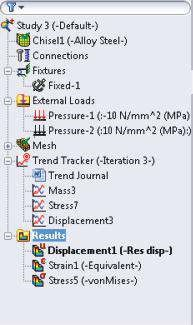 Study 3 (-Default-)
Chisel1 (-Alloy Steel-)
Connections
Fixtures
Fixed-1
External Loads
Pressure-1 (:-10 N/mm^2 (MPa)
Pressure-2 (:10 N/mm^2 (MPa):)
Mesh
Trend Tracker (-Iteration 3-)
Trend Journal
Mass3
Stress7
Displacement3
Results
Displacement1 (-Res disp-)
Strain1 (-Equivalent-)
Stress5 (-vonMises-)